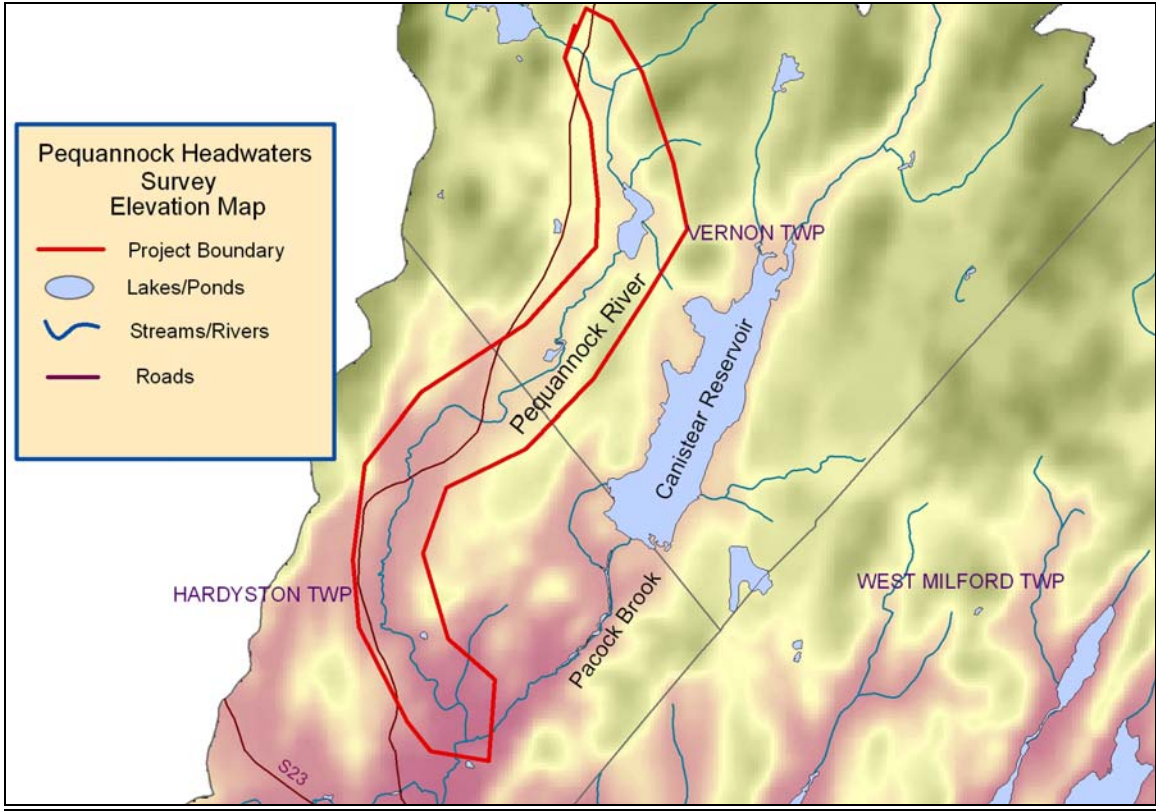 Pequannock Headwaters
Survey
Elevation Map
Project Boundary
Lakes/Ponds
Streams/Rivers
Roads
VERNON TWP
Pequannock River
Canistear Reservoir
HARDYSTON TWP
WEST MILFORD TWP
Pacock Brook
S23